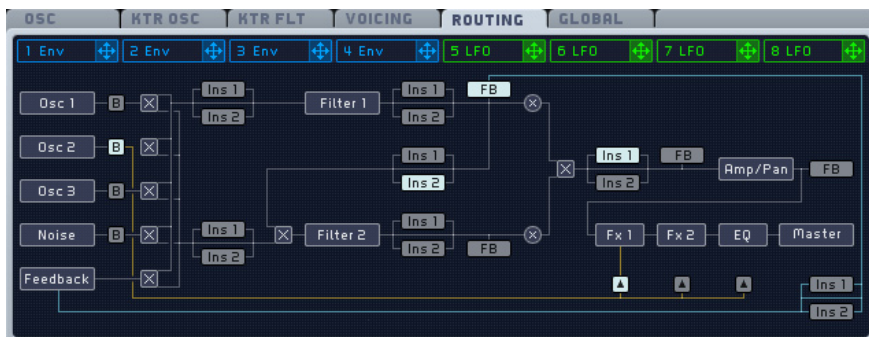 OSC KTR OSC KTR FLT VOICING ROUTING GLOBAL
1 Env 2 Env 3 Env 4 Env 5 LFO 6 LFO 7 LFO 8 LFO
Ins 1 Ins 1 FB
Osc 1 B Filter 1
Ins 2 Ins 2
Osc 2 B
Ins 1 Ins 1 FB
Amp/Pan FB
Ins 2 Ins 2
Osc 3 B
Ins 1 Ins 1
Noise B Filter 2 Fx 1 Fx 2 EQ Master
Ins 2 Ins 2 FB
Feedback
Ins 1
Ins 2